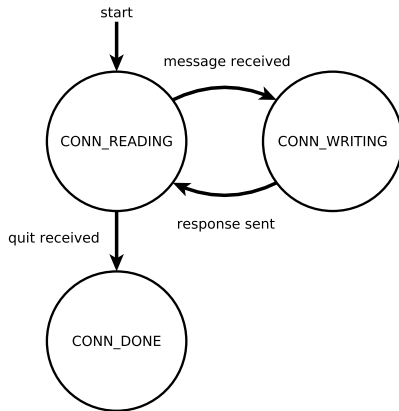 start
message received
CONN_READING
CONN_WRITING
response sent
quit received
CONN_DONE